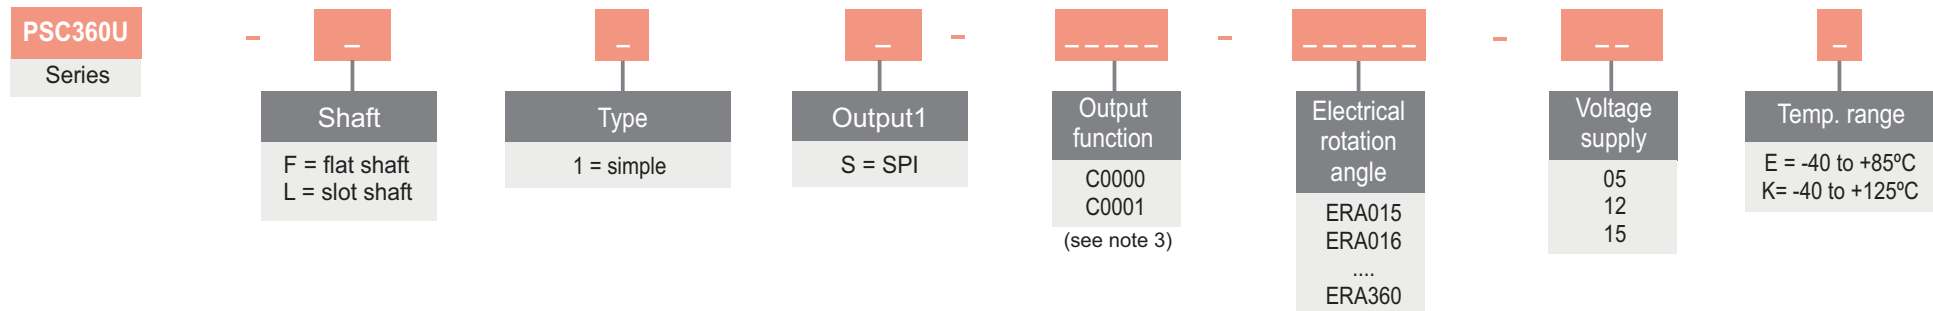 PSC360U - _ _ _ - _ _ _ _ _ - _ _ _ _ _ _ - _ _ _
Series
Shaft
F = flat shaft
L = slot shaft
Type
1 = simple
Output1
S = SPI
Output
function
C0000
C0001
(see note 3)
Electrical
rotation
angle
ERA015
ERA016
....
ERA360
Voltage
supply
05
12
15
Temp. range
E = -40 to +85ºC
K= -40 to +125ºC